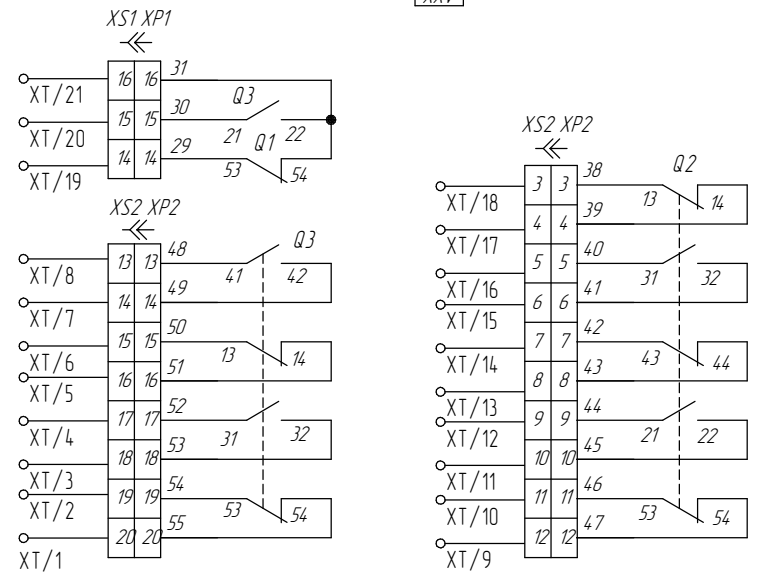 XS1 XP1
XT/21 16 16 31
XT/20 15 15 30 Q3 21 22
XT/19 14 14 29 Q1 53 54
XS2 XP2
XT/8 13 13 48 Q3 41 42
XT/7 14 14 49
XT/6 15 15 50 13 14
XT/5 16 16 51
XT/4 17 17 52 31 32
XT/3 18 18 53
XT/2 19 19 54 53 54
XT/1 20 20 55
XS2 XP2
XT/18 3 3 38 Q2 13 14
XT/17 4 4 39
XT/16 5 5 40 31 32
XT/15 6 6 41
XT/14 7 7 42 43 44
XT/13 8 8 43
XT/12 9 9 44 21 22
XT/11 10 10 45
XT/10 11 11 46 53 54
XT/9 12 12 47